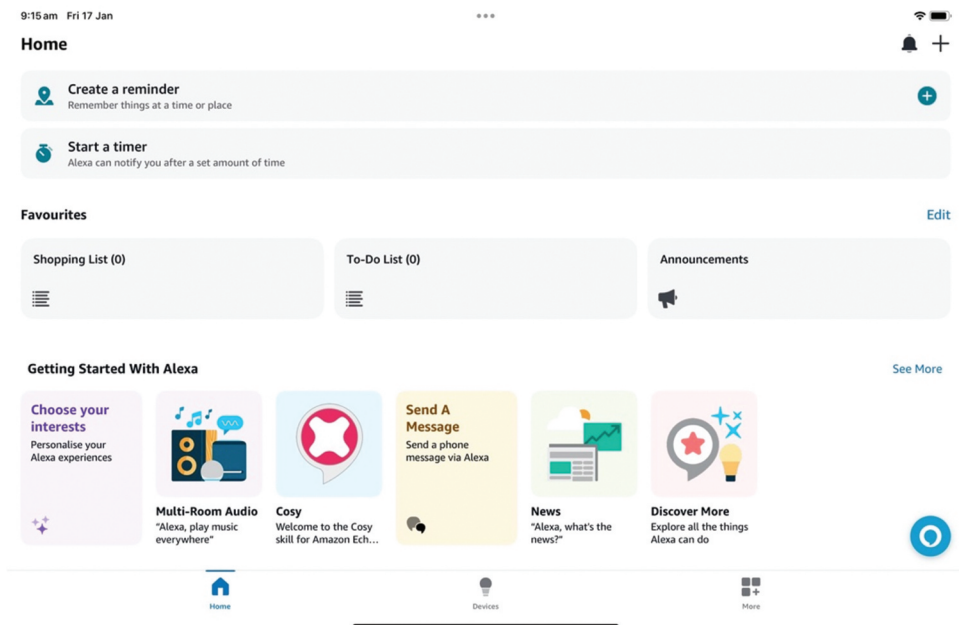 9:15 am Fri 17 Jan
Home
Create a reminder
Remember things at a time or place
Start a timer
Alexa can notify you after a set amount of time
Favourites
Edit
Shopping List (0)
To-Do List (0)
Announcements
Getting Started With Alexa
See More
Choose your
interests
Personalise your
Alexa experiences
Multi-Room Audio
“Alexa, play music
everywhere”
Cosy
Welcome to the Cosy
skill for Amazon Ech...
Send A
Message
Send a phone
message via Alexa
News
“Alexa, what's the
news?”
Discover More
Explore all the things
Alexa can do
Home
Devices
More